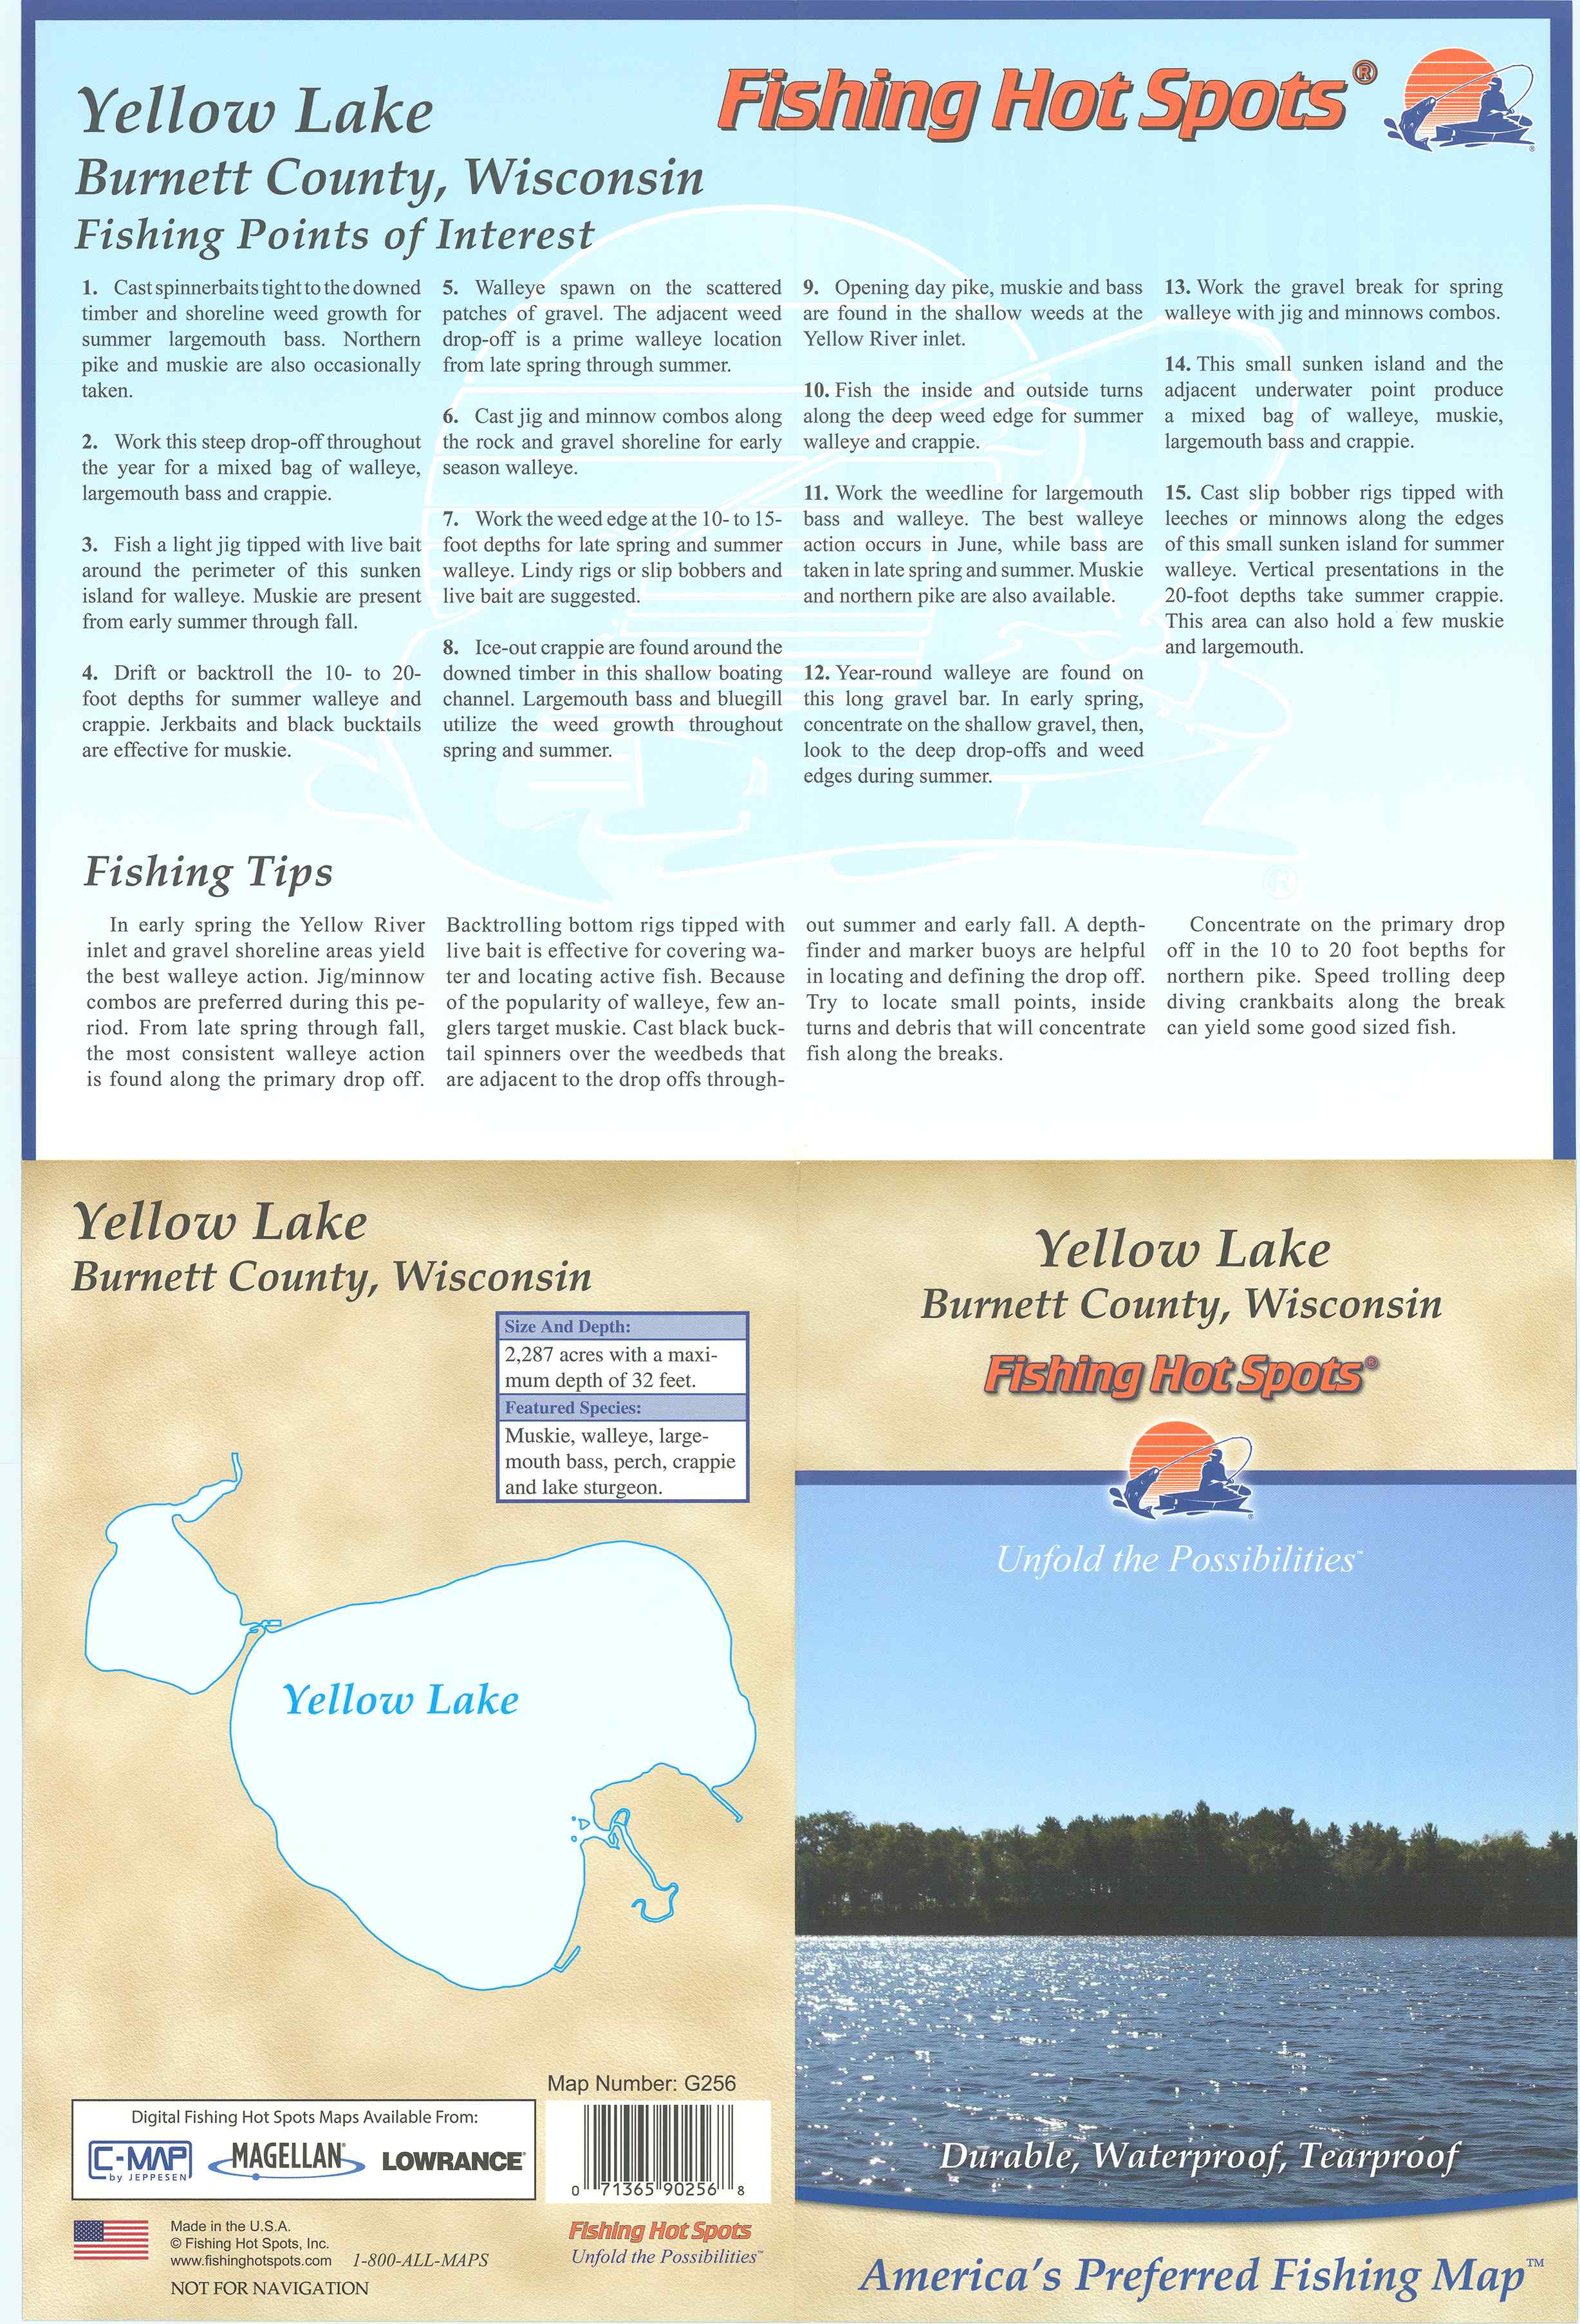 Yellow Lake
Burnett County, Wisconsin
Fishing Points of Interest
Fishing Hot Spots®
®
1. Cast spinnerbaits tight to the downed
timber and shoreline weed growth for
summer largemouth bass. Northern
pike and muskie are also occasionally
taken.
2. Work this steep drop-off throughout
the year for a mixed bag of walleye,
largemouth bass and crappie.
3. Fish a light jig tipped with live bait
around the perimeter of this sunken
island for walleye. Muskie are present
from early summer through fall.
4. Drift or backtroll the 10- to 20-
foot depths for summer walleye and
crappie. Jerkbaits and black bucktails
are effective for muskie.
5. Walleye spawn on the scattered
patches of gravel. The adjacent weed
drop-off is a prime walleye location
from late spring through summer.
6. Cast jig and minnow combos along
the rock and gravel shoreline for early
season walleye.
7. Work the weed edge at the 10- to 15-
foot depths for late spring and summer
walleye. Lindy rigs or slip bobbers and
live bait are suggested.
8. Ice-out crappie are found around the
downed timber in this shallow boating
channel. Largemouth bass and bluegill
utilize the weed growth throughout
spring and summer.
9. Opening day pike, muskie and bass
are found in the shallow weeds at the
Yellow River inlet.
10. Fish the inside and outside turns
along the deep weed edge for summer
walleye and crappie.
11. Work the weedline for largemouth
bass and walleye. The best walleye
action occurs in June, while bass are
taken in late spring and summer. Muskie
and northern pike are also available.
12. Year-round walleye are found on
this long gravel bar. In early spring,
concentrate on the shallow gravel, then,
look to the deep drop-offs and weed
edges during summer.
13. Work the gravel break for spring
walleye with jig and minnows combos.
14. This small sunken island and the
adjacent underwater point produce
a mixed bag of walleye, muskie,
largemouth bass and crappie.
15. Cast slip bobber rigs tipped with
leeches or minnows along the edges
of this small sunken island for summer
walleye. Vertical presentations in the
20-foot depths take summer crappie.
This area can also hold a few muskie
and largemouth.
®
Fishing Tips
In early spring the Yellow River
inlet and gravel shoreline areas yield
the best walleye action. Jig/minnow
combos are preferred during this pe-
riod. From late spring through fall,
the most consistent walleye action
is found along the primary drop off.
Backtrolling bottom rigs tipped with
live bait is effective for covering wa-
ter and locating active fish. Because
of the popularity of walleye, few an-
glers target muskie. Cast black buck-
tail spinners over the weedbeds that
are adjacent to the drop offs through-
out summer and early fall. A depth-
finder and marker buoys are helpful
in locating and defining the drop off.
Try to locate small points, inside
turns and debris that will concentrate
fish along the breaks.
Concentrate on the primary drop
off in the 10 to 20 foot bepths for
northern pike. Speed trolling deep
diving crankbaits along the break
can yield some good sized fish.
Yellow Lake
Burnett County, Wisconsin
Size And Depth:
2,287 acres with a maxi-
mum depth of 32 feet.
Featured Species:
Muskie, walleye, large-
mouth bass, perch, crappie
and lake sturgeon.
Yellow Lake
Map Number: G256
Digital Fishing Hot Spots Maps Available From:
C-MAP
by JEPPESEN
MAGELLAN®
LOWRANCE®
0 71365 90256 8
Made in the U.S.A.
© Fishing Hot Spots, Inc.
www.fishinghotspots.com 1-800-ALL-MAPS
NOT FOR NAVIGATION
Fishing Hot Spots
Unfold the Possibilities™
Yellow Lake
Burnett County, Wisconsin
Fishing Hot Spots®
®
Unfold the Possibilities™
Durable, Waterproof, Tearproof
America's Preferred Fishing Map™